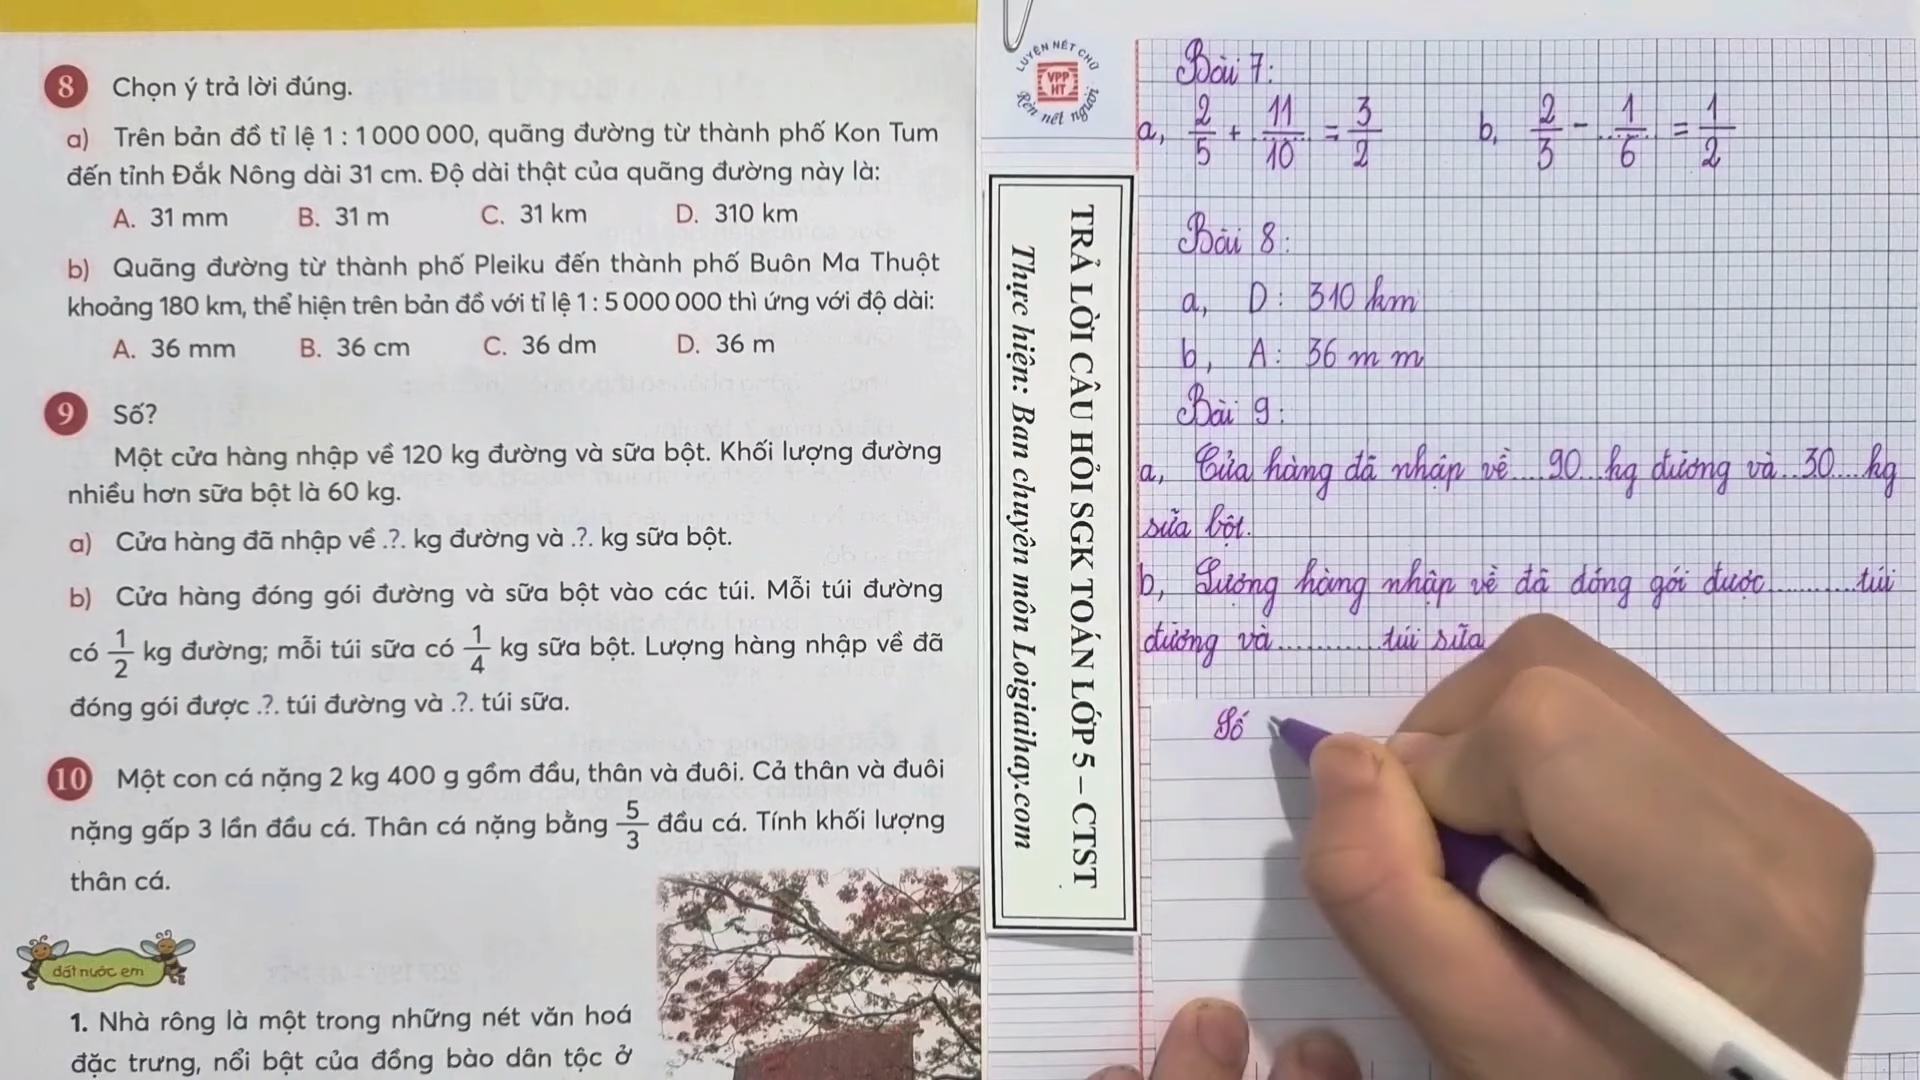 8 Chọn ý trả lời đúng.
a) Trên bản đồ tỉ lệ 1 : 1 000 000, quãng đường từ thành phố Kon Tum
đến tỉnh Đắk Nông dài 31 cm. Độ dài thật của quãng đường này là:
A. 31 mm B. 31 m C. 31 km D. 310 km
b) Quãng đường từ thành phố Pleiku đến thành phố Buôn Ma Thuột
khoảng 180 km, thể hiện trên bản đồ với tỉ lệ 1 : 5 000 000 thì ứng với độ dài:
A. 36 mm B. 36 cm C. 36 dm D. 36 m
9 Số?
Một cửa hàng nhập về 120 kg đường và sữa bột. Khối lượng đường
nhiều hơn sữa bột là 60 kg.
a) Cửa hàng đã nhập về .?. kg đường và .?. kg sữa bột.
b) Cửa hàng đóng gói đường và sữa bột vào các túi. Mỗi túi đường
có 1/2 kg đường; mỗi túi sữa có 1/4 kg sữa bột. Lượng hàng nhập về đã
đóng gói được .?. túi đường và .?. túi sữa.
10 Một con cá nặng 2 kg 400 g gồm đầu, thân và đuôi. Cả thân và đuôi
nặng gấp 3 lần đầu cá. Thân cá nặng bằng 5/3 đầu cá. Tính khối lượng
thân cá.
đất nước em
1. Nhà rông là một trong những nét văn hoá
đặc trưng, nổi bật của đồng bào dân tộc ở
LUYỆN NÉT CHỮ
VPP
HT
Rèn nết người
TRẢ LỜI CÂU HỎI SGK TOÁN LỚP 5 – CTST
Thực hiện: Ban chuyên môn Loigiaihay.com
Bài 7:
a, 2/5 + 11/10 = 3/2 b, 2/3 - 1/6 = 1/2
Bài 8:
a, D: 310 km
b, A: 36 mm
Bài 9:
a, Cửa hàng đã nhập về....90...kg đường và..30....kg
sữa bột.
b, Lượng hàng nhập về đã đóng gói được..........túi
đường và...........túi sữa
Số